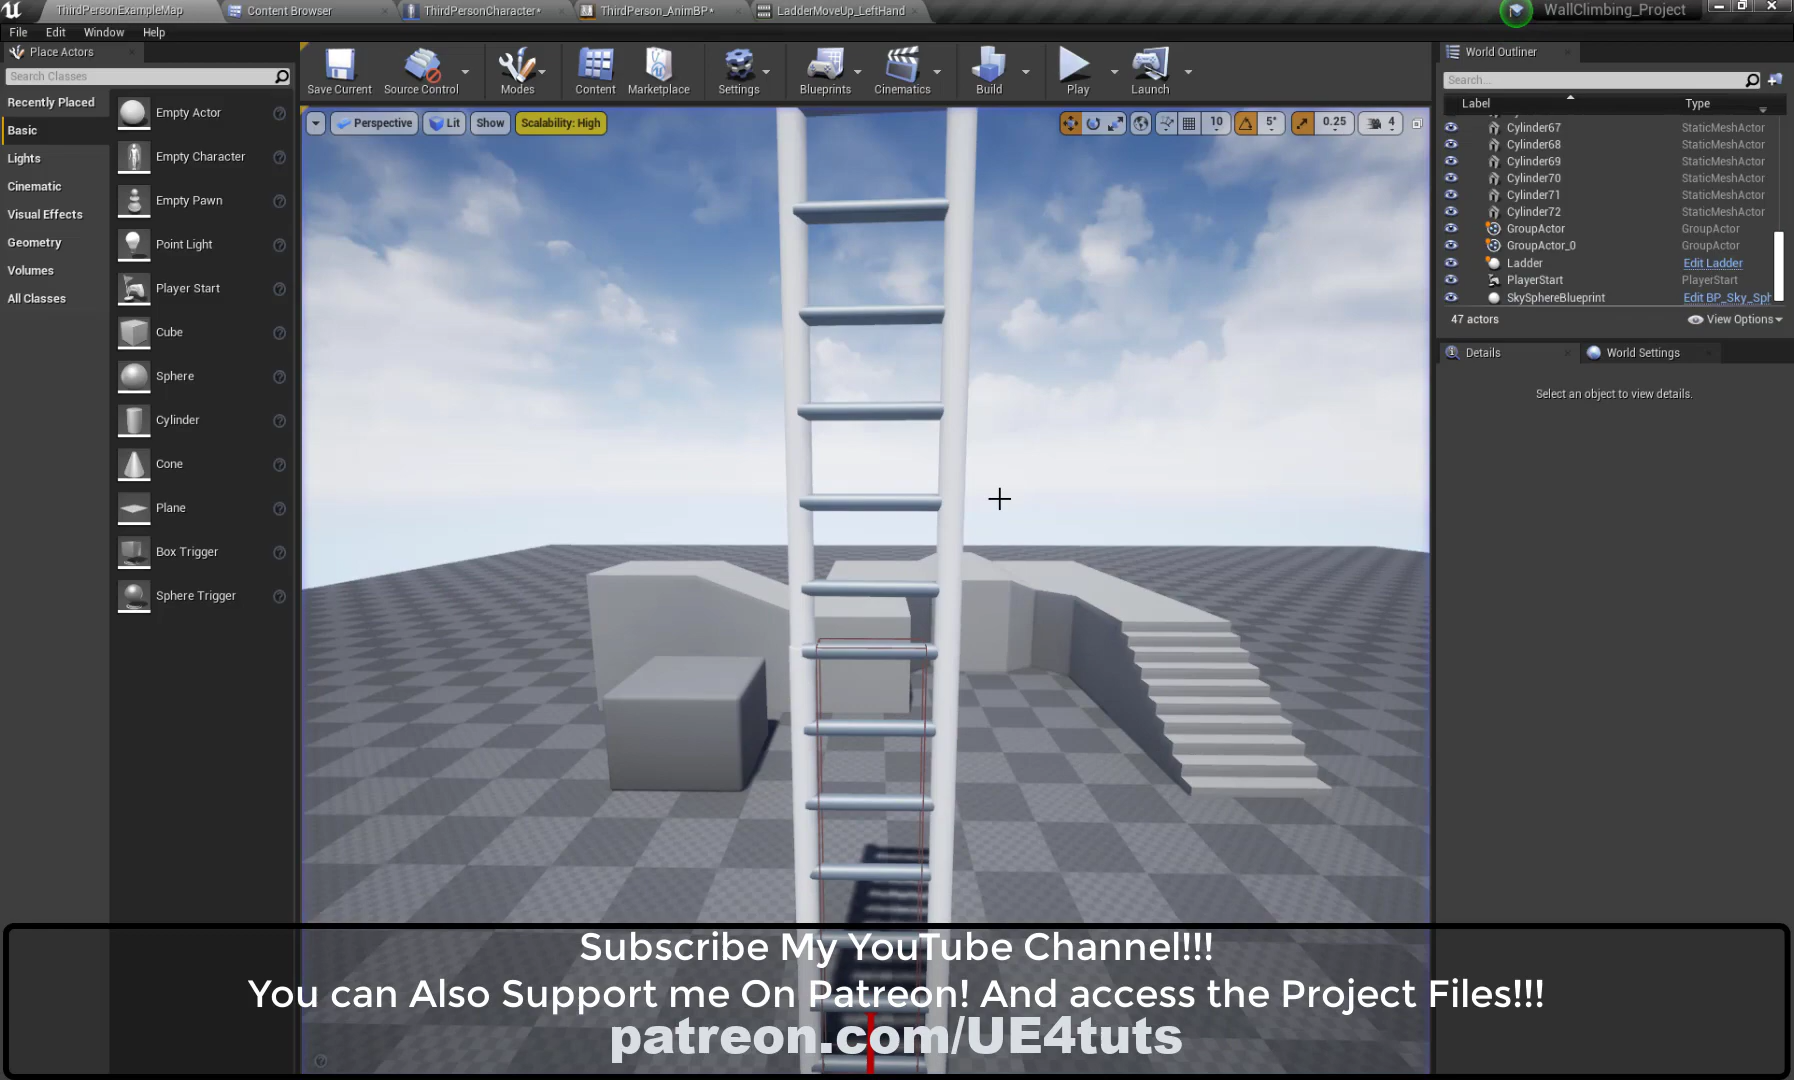 ThirdPersonExampleMap
Content Browser
ThirdPersonCharacter*
ThirdPerson_AnimBP*
LadderMoveUp_LeftHand
WallClimbing_Project
File Edit Window Help
Place Actors
Search Classes
Recently Placed
Basic
Lights
Cinematic
Visual Effects
Geometry
Volumes
All Classes
Empty Actor
Empty Character
Empty Pawn
Point Light
Player Start
Cube
Sphere
Cylinder
Cone
Plane
Box Trigger
Sphere Trigger
Save Current
Source Control
Modes
Content
Marketplace
Settings
Blueprints
Cinematics
Build
Play
Launch
Perspective
Lit
Show
Scalability: High
10
5°
0.25
4
World Outliner
Search...
Label Type
Cylinder67 StaticMeshActor
Cylinder68 StaticMeshActor
Cylinder69 StaticMeshActor
Cylinder70 StaticMeshActor
Cylinder71 StaticMeshActor
Cylinder72 StaticMeshActor
GroupActor GroupActor
GroupActor_0 GroupActor
Ladder Edit Ladder
PlayerStart PlayerStart
SkySphereBlueprint Edit BP_Sky_Sph
47 actors
View Options
Details
World Settings
Select an object to view details.
Subscribe My YouTube Channel!!!
You can Also Support me On Patreon! And access the Project Files!!!
patreon.com/UE4tuts